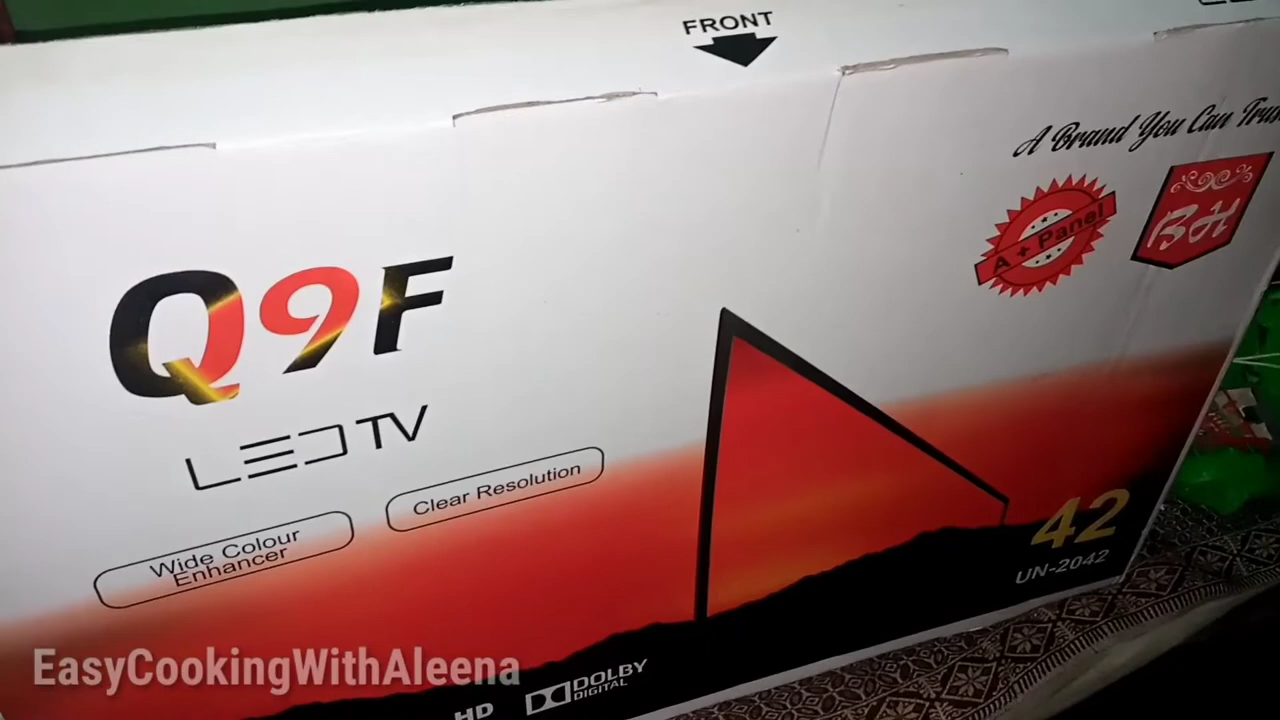 FRONT
A Brand You Can
A + Panel
BH
Q9F
LED TV
Clear Resolution
Wide Colour
Enhancer
42
UN-2042
EasyCookingWithAleena
HD
DOLBY
DIGITAL